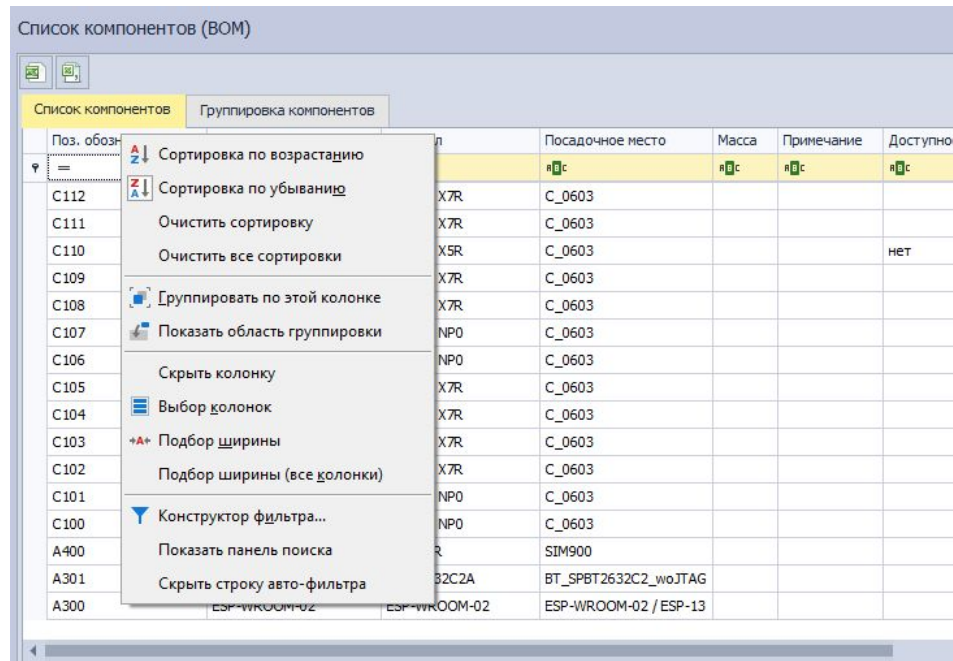 Список компонентов (BOM)
Список компонентов Группировка компонентов
Посадочное место Масса Примечание
=
C112 X7R C_0603
C111 X7R C_0603
C110 X5R C_0603 нет
C109 X7R C_0603
C108 X7R C_0603
C107 NP0 C_0603
C106 NP0 C_0603
C105 X7R C_0603
C104 X7R C_0603
C103 X7R C_0603
C102 X7R C_0603
C101 NP0 C_0603
C100 NP0 C_0603
A400 SIM900
A301 BT_SPBT2632C2_woJTAG
A300 ESP-WROOM-02 ESP-WROOM-02 ESP-WROOM-02 / ESP-13
Сортировка по возрастанию
Сортировка по убыванию
Очистить сортировку
Очистить все сортировки
Группировать по этой колонке
Показать область группировки
Скрыть колонку
Выбор колонок
Подбор ширины
Подбор ширины (все колонки)
Конструктор фильтра...
Показать панель поиска
Скрыть строку авто-фильтра